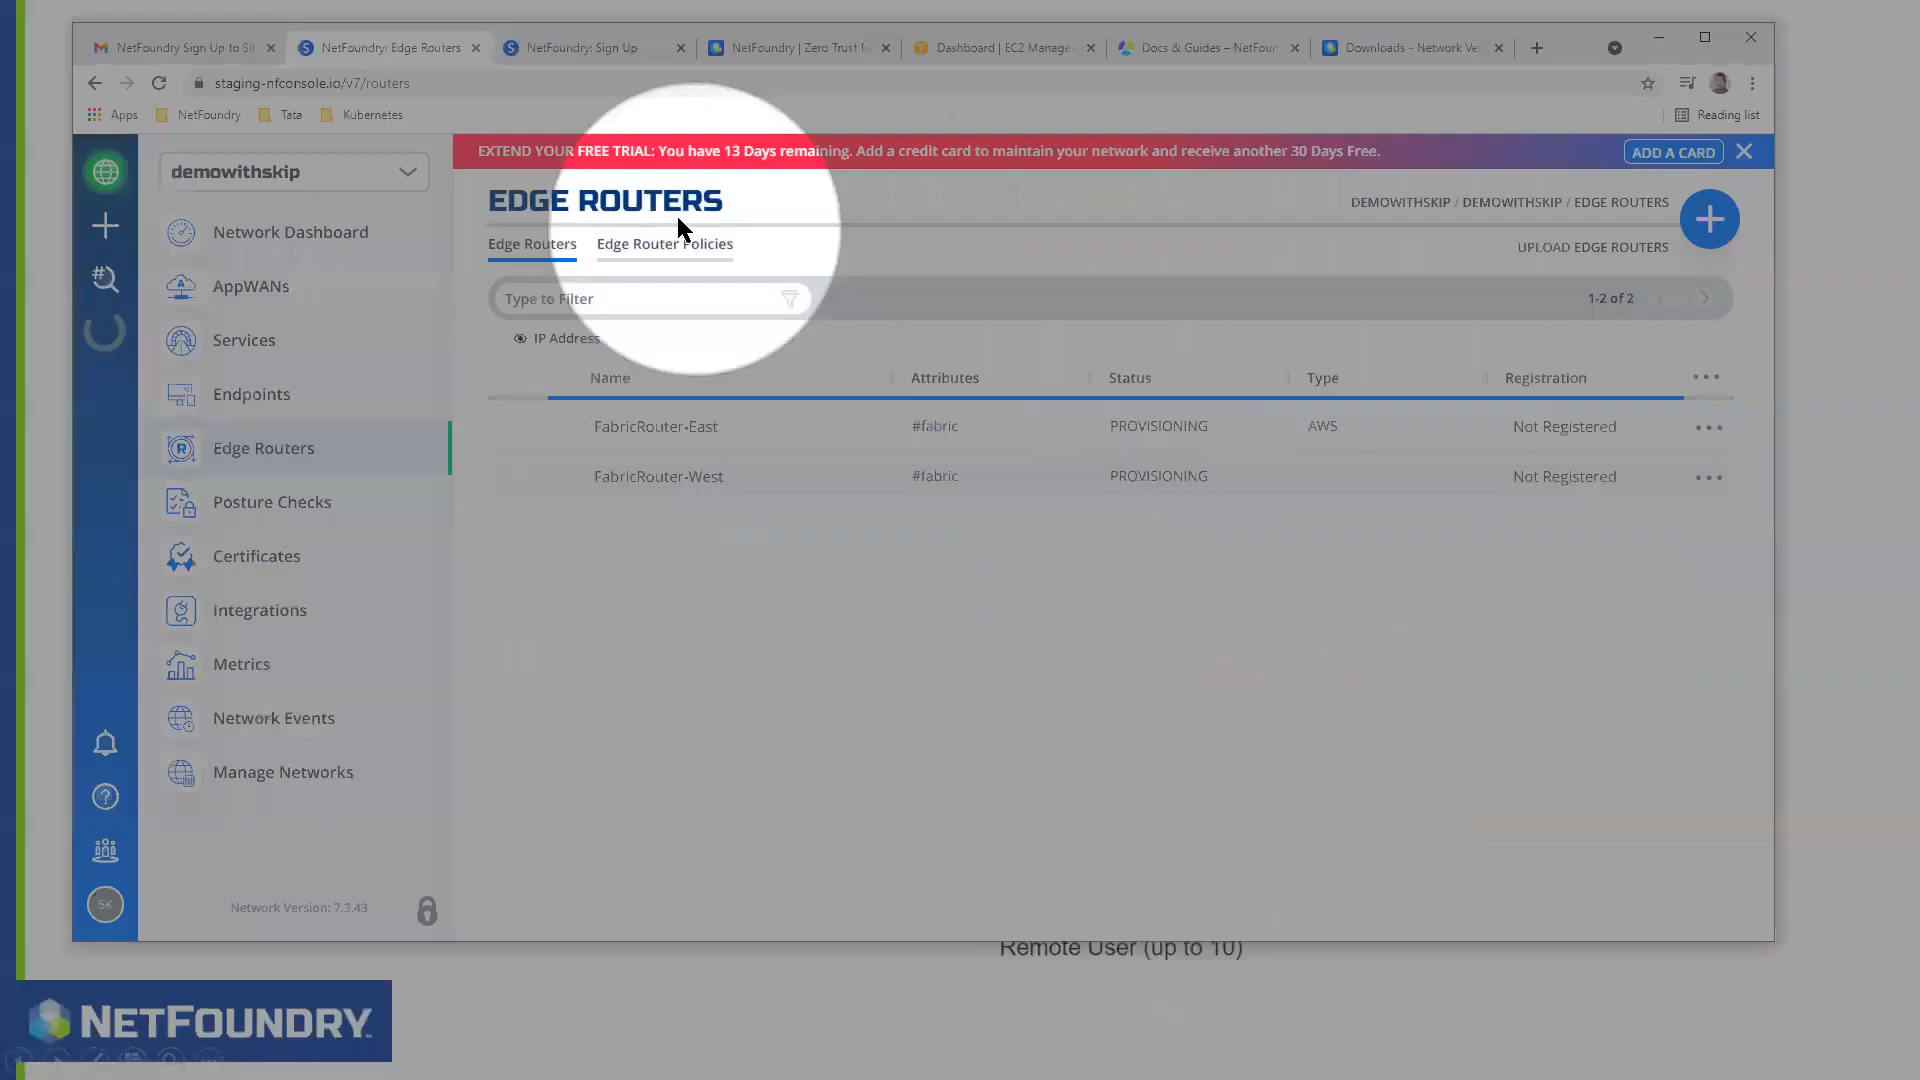 NetFoundry Sign Up to Sit
NetFoundry: Edge Routers
NetFoundry: Sign Up
NetFoundry | Zero Trust N
Dashboard | EC2 Manage
Docs & Guides – NetFoun
Downloads - Network Ve
staging-nfconsole.io/v7/routers
Apps
NetFoundry
Tata
Kubernetes
Reading list
demowithskip
EXTEND YOUR FREE TRIAL: You have 13 Days remaining. Add a credit card to maintain your network and receive another 30 Days Free.
ADD A CARD
EDGE ROUTERS
DEMOWITHSKIP / DEMOWITHSKIP / EDGE ROUTERS
Edge Routers
Edge Router Policies
UPLOAD EDGE ROUTERS
Type to Filter
1-2 of 2
IP Address
Name
Attributes
Status
Type
Registration
FabricRouter-East
#fabric
PROVISIONING
AWS
Not Registered
FabricRouter-West
#fabric
PROVISIONING
Not Registered
Network Dashboard
AppWANs
Services
Endpoints
Edge Routers
Posture Checks
Certificates
Integrations
Metrics
Network Events
Manage Networks
SK
Network Version: 7.3.43
Remote User (up to 10)
NETFOUNDRY